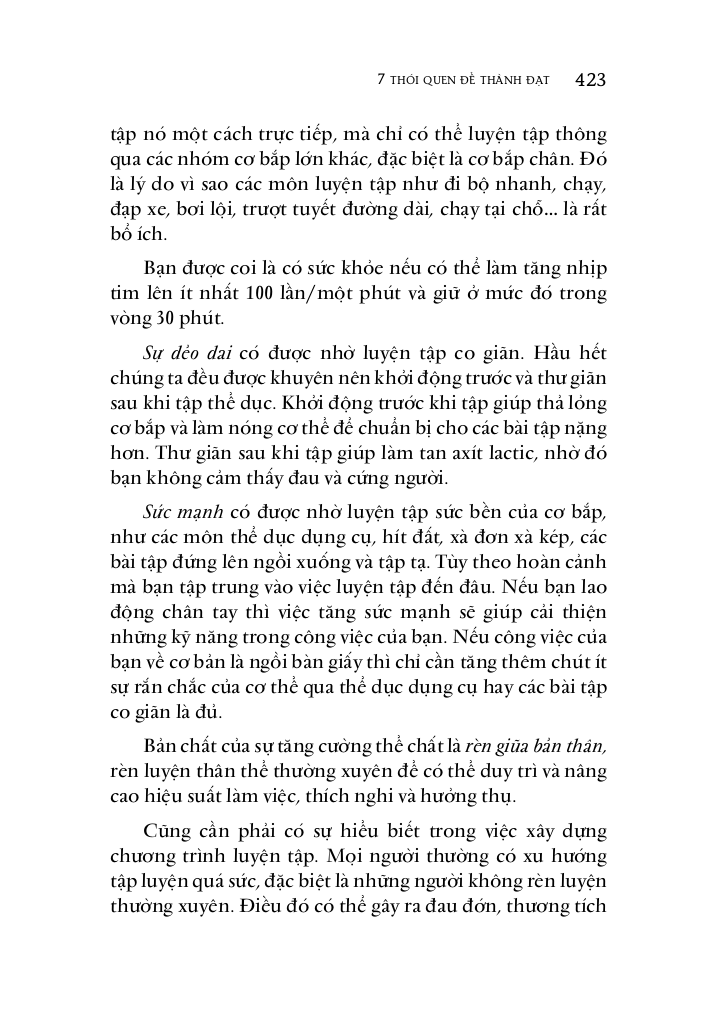 7 THÓI QUEN ĐỂ THÀNH ĐẠT 423
tập nó một cách trực tiếp, mà chỉ có thể luyện tập thông
qua các nhóm cơ bắp lớn khác, đặc biệt là cơ bắp chân. Đó
là lý do vì sao các môn luyện tập như đi bộ nhanh, chạy,
đạp xe, bơi lội, trượt tuyết đường dài, chạy tại chỗ... là rất
bổ ích.
Bạn được coi là có sức khỏe nếu có thể làm tăng nhịp
tim lên ít nhất 100 lần/một phút và giữ ở mức đó trong
vòng 30 phút.
Sự dẻo dai có được nhờ luyện tập co giãn. Hầu hết
chúng ta đều được khuyên nên khởi động trước và thư giãn
sau khi tập thể dục. Khởi động trước khi tập giúp thả lỏng
cơ bắp và làm nóng cơ thể để chuẩn bị cho các bài tập nặng
hơn. Thư giãn sau khi tập giúp làm tan axít lactic, nhờ đó
bạn không cảm thấy đau và cứng người.
Sức mạnh có được nhờ luyện tập sức bền của cơ bắp,
như các môn thể dục dụng cụ, hít đất, xà đơn xà kép, các
bài tập đứng lên ngồi xuống và tập tạ. Tùy theo hoàn cảnh
mà bạn tập trung vào việc luyện tập đến đâu. Nếu bạn lao
động chân tay thì việc tăng sức mạnh sẽ giúp cải thiện
những kỹ năng trong công việc của bạn. Nếu công việc của
bạn về cơ bản là ngồi bàn giấy thì chỉ cần tăng thêm chút ít
sự rắn chắc của cơ thể qua thể dục dụng cụ hay các bài tập
co giãn là đủ.
Bản chất của sự tăng cường thể chất là rèn giũa bản thân,
rèn luyện thân thể thường xuyên để có thể duy trì và nâng
cao hiệu suất làm việc, thích nghi và hưởng thụ.
Cũng cần phải có sự hiểu biết trong việc xây dựng
chương trình luyện tập. Mọi người thường có xu hướng
tập luyện quá sức, đặc biệt là những người không rèn luyện
thường xuyên. Điều đó có thể gây ra đau đớn, thương tích